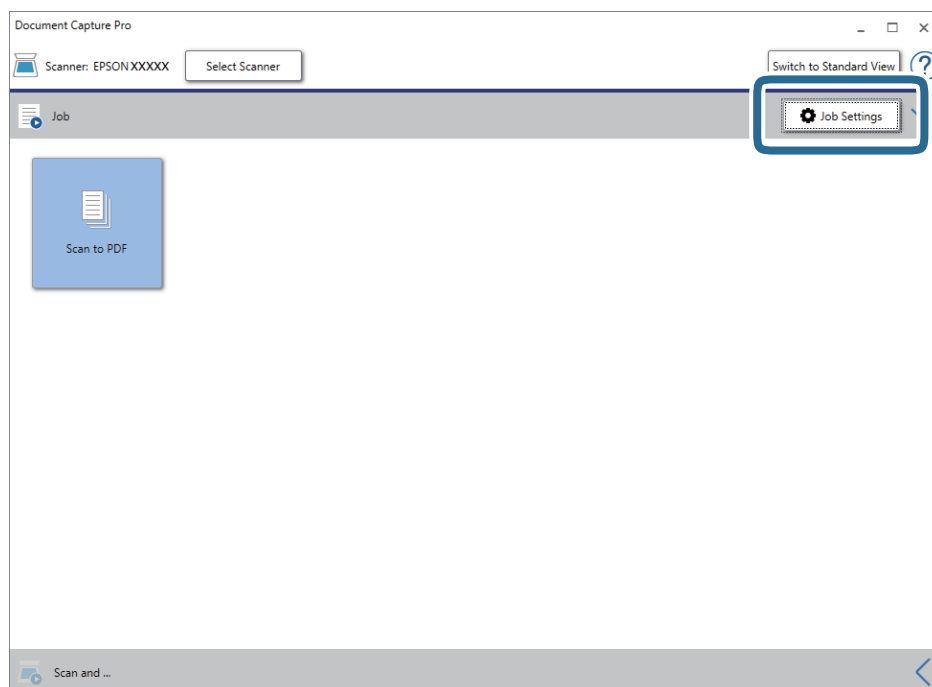 Document Capture Pro
Scanner: EPSON XXXXX Select Scanner Switch to Standard View ?
Job Job Settings
Scan to PDF
Scan and ...